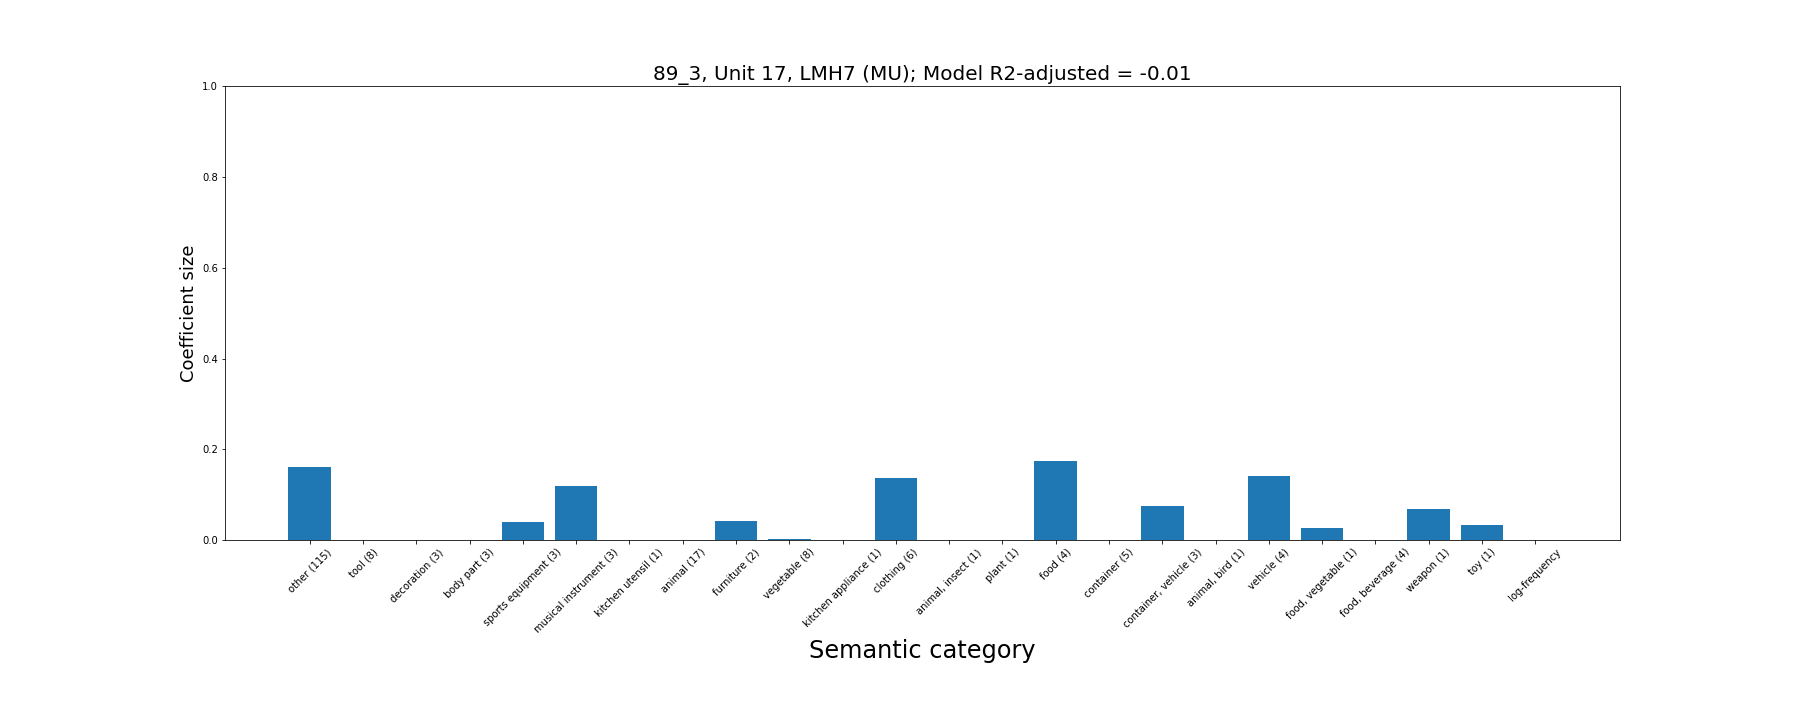 89_3, Unit 17, LMH7 (MU); Model R2-adjusted = -0.01
1.0
0.8
0.6
0.4
0.2
0.0
Coefficient size
other (115)
tool (8)
decoration (3)
body part (3)
sports equipment (3)
musical instrument (3)
kitchen utensil (1)
animal (17)
furniture (2)
vegetable (8)
kitchen appliance (1)
clothing (6)
animal, insect (1)
plant (1)
food (4)
container (5)
container, vehicle (3)
animal, bird (1)
vehicle (4)
food, vegetable (1)
food, beverage (4)
weapon (1)
toy (1)
log-frequency
Semantic category